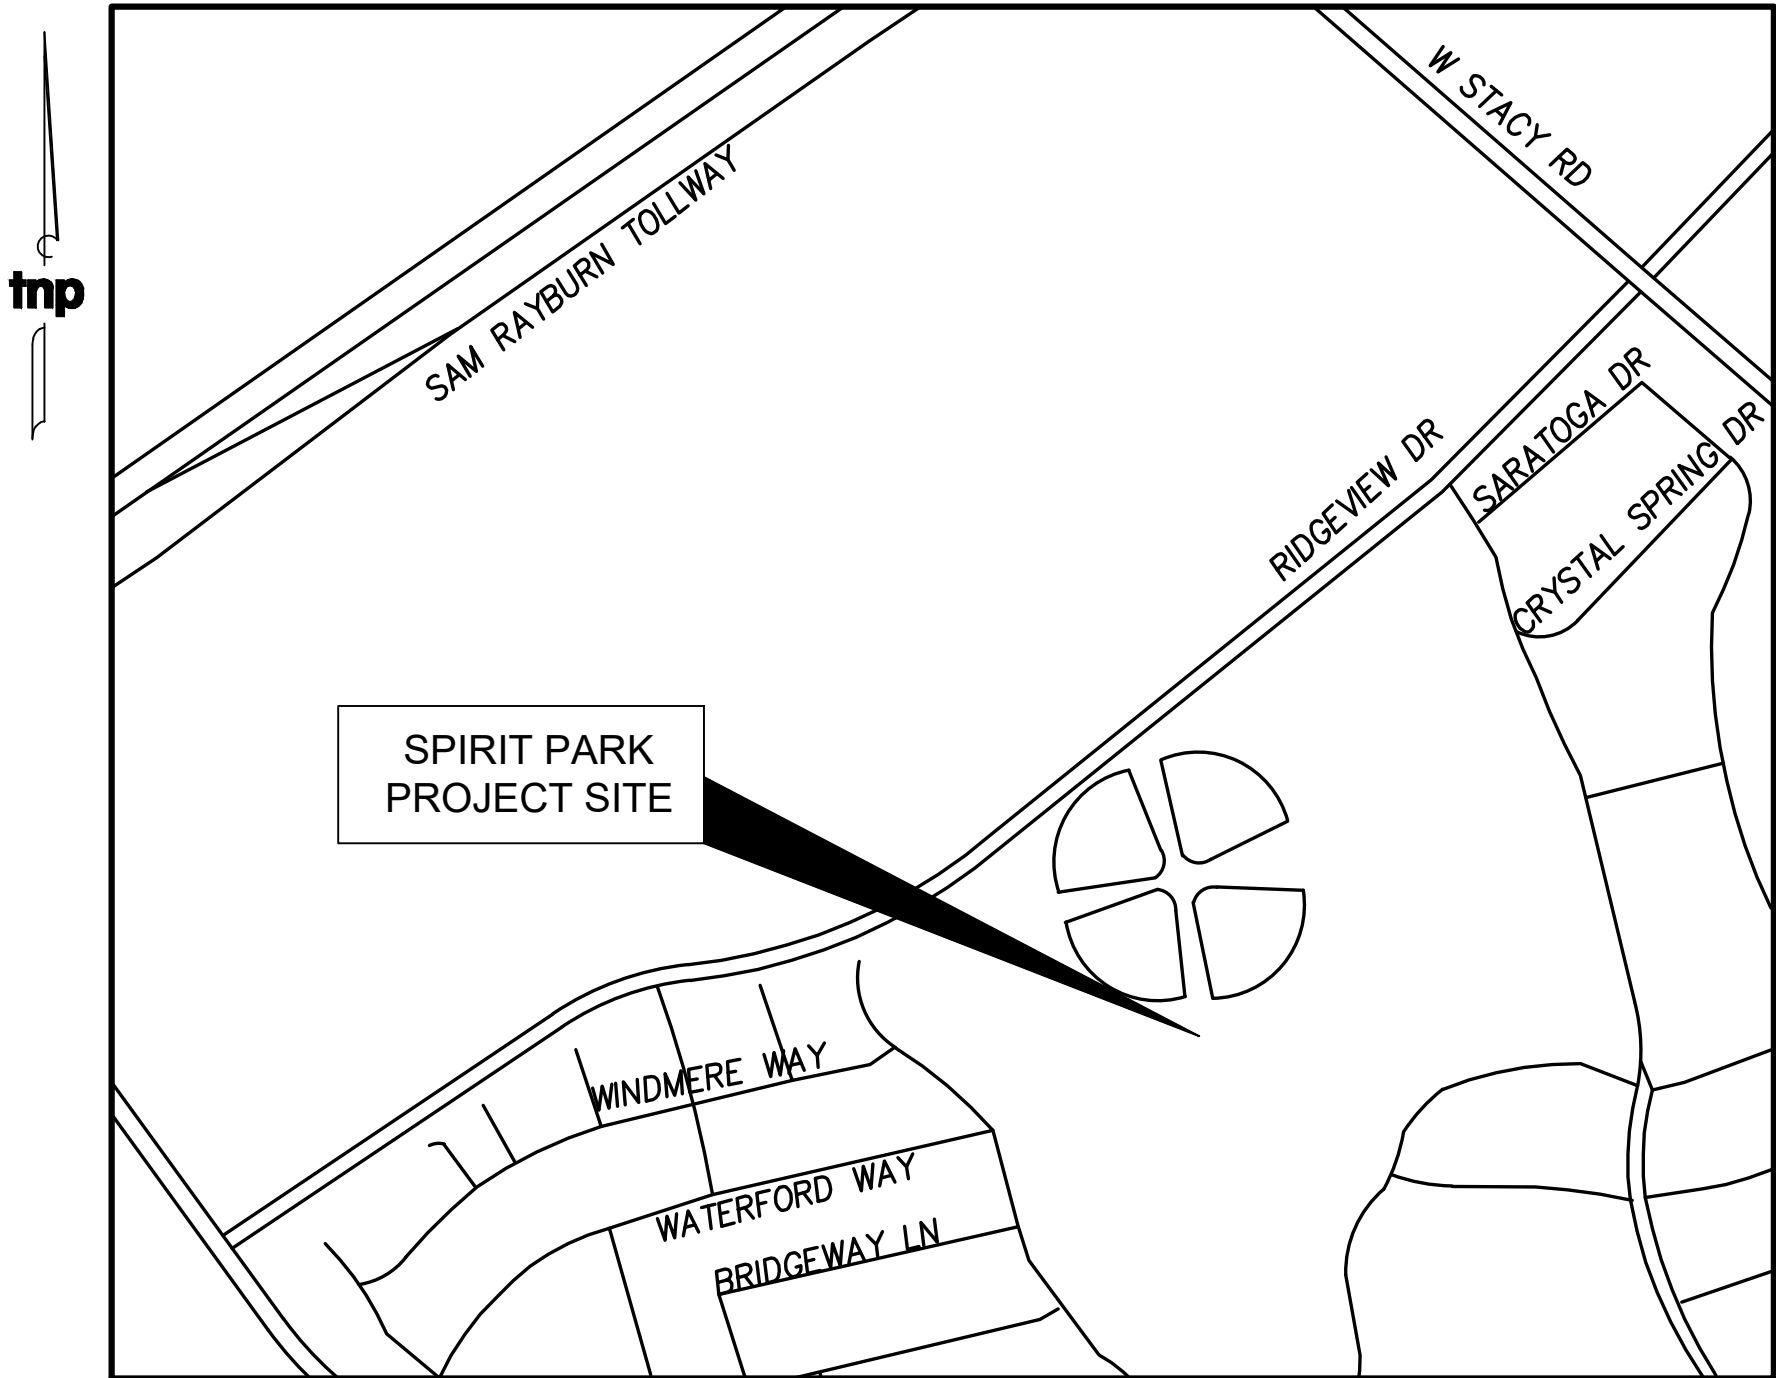 W STACY RD
SAM RAYBURN TOLLWAY
tnp
SARATOGA DR
RIDGEVIEW DR
CRYSTAL SPRING DR
SPIRIT PARK
PROJECT SITE
WINDMERE WAY
WATERFORD WAY
BRIDGEWAY LN